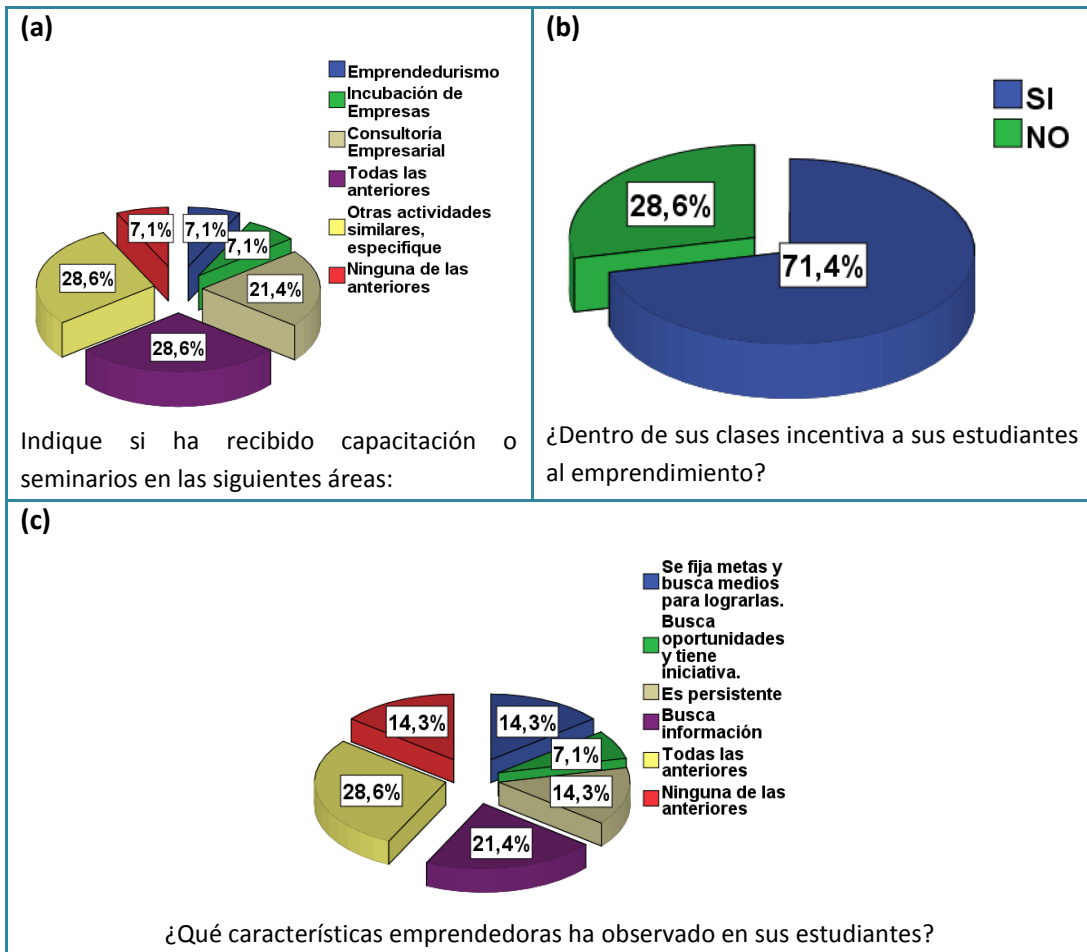 (a)
Emprendedurismo
Incubación de
Empresas
Consultoría
Empresarial
Todas las
anteriores
Otras actividades
similares,
especifique
Ninguna de las
anteriores
7,1%
7,1%
7,1%
21,4%
28,6%
28,6%
Indique si ha recibido capacitación o
seminarios en las siguientes áreas:
(b)
SI
NO
28,6%
71,4%
¿Dentro de sus clases incentiva a sus estudiantes
al emprendimiento?
(c)
Se fija metas y
busca medios
para lograrlas.
Busca
oportunidades
y tiene
iniciativa.
Es persistente
Busca
información
Todas las
anteriores
Ninguna de las
anteriores
14,3%
14,3%
7,1%
14,3%
28,6%
21,4%
¿Qué características emprendedoras ha observado en sus estudiantes?